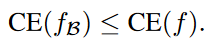 CE(f_ℬ) ≤ CE(f).